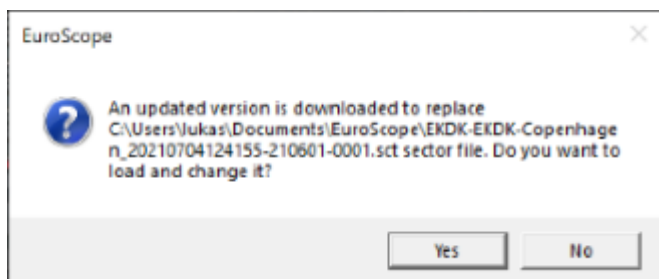 EuroScope
An updated version is downloaded to replace
C:\Users\lukas\Documents\EuroScope\EKDK-EKDK-Copenhage
n_20210704124155-210601-0001.sct sector file. Do you want to
load and change it?
Yes No